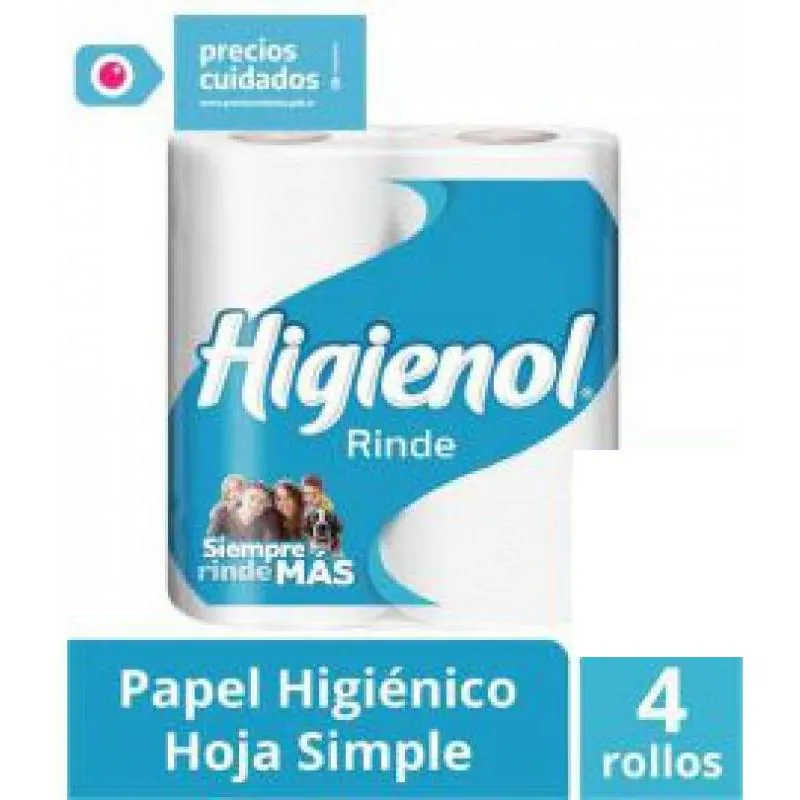 precios
cuidados
Higienol®
Rinde
Siempre
rinde MÁS
Papel Higiénico
Hoja Simple
4
rollos